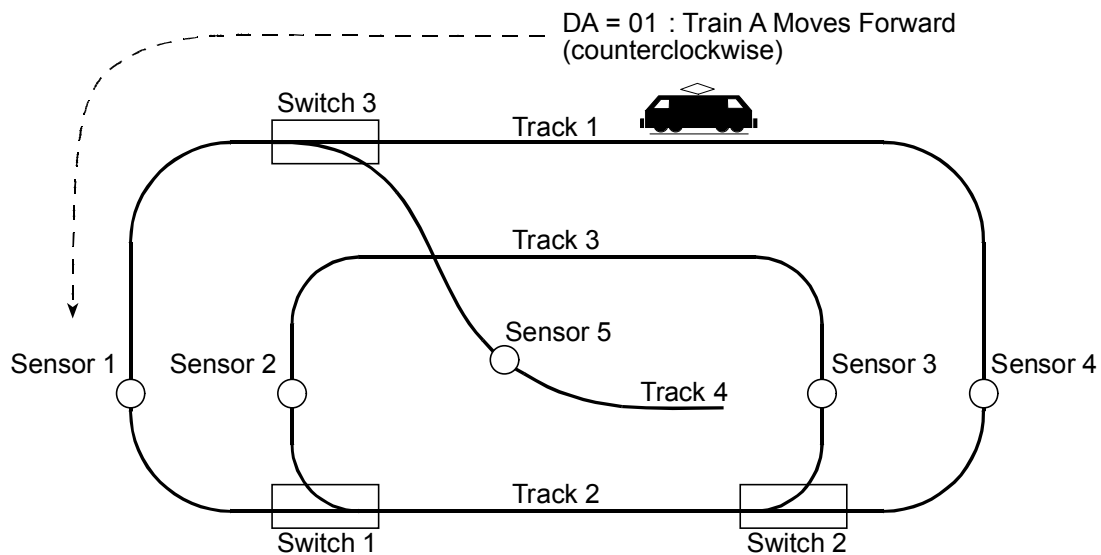 DA = 01 : Train A Moves Forward
(counterclockwise)
Switch 3
Track 1
Track 3
Sensor 5
Sensor 1
Sensor 2
Sensor 3
Sensor 4
Track 4
Track 2
Switch 1
Switch 2